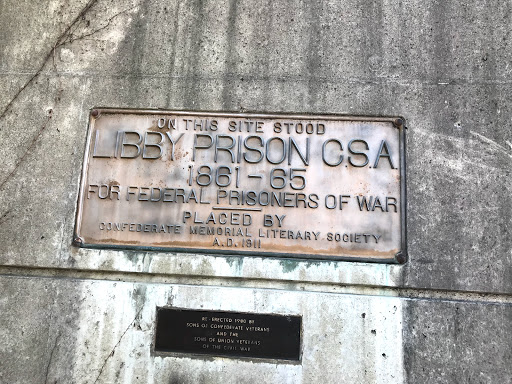 ON THIS SITE STOOD
LIBBY PRISON C.S.A.
1861-65
FOR FEDERAL PRISONERS OF WAR
PLACED BY
CONFEDERATE MEMORIAL LITERARY SOCIETY
A.D. 1911
RE-ERECTED 1980 BY
SONS OF CONFEDERATE VETERANS
AND THE
SONS OF UNION VETERANS
OF THE CIVIL WAR